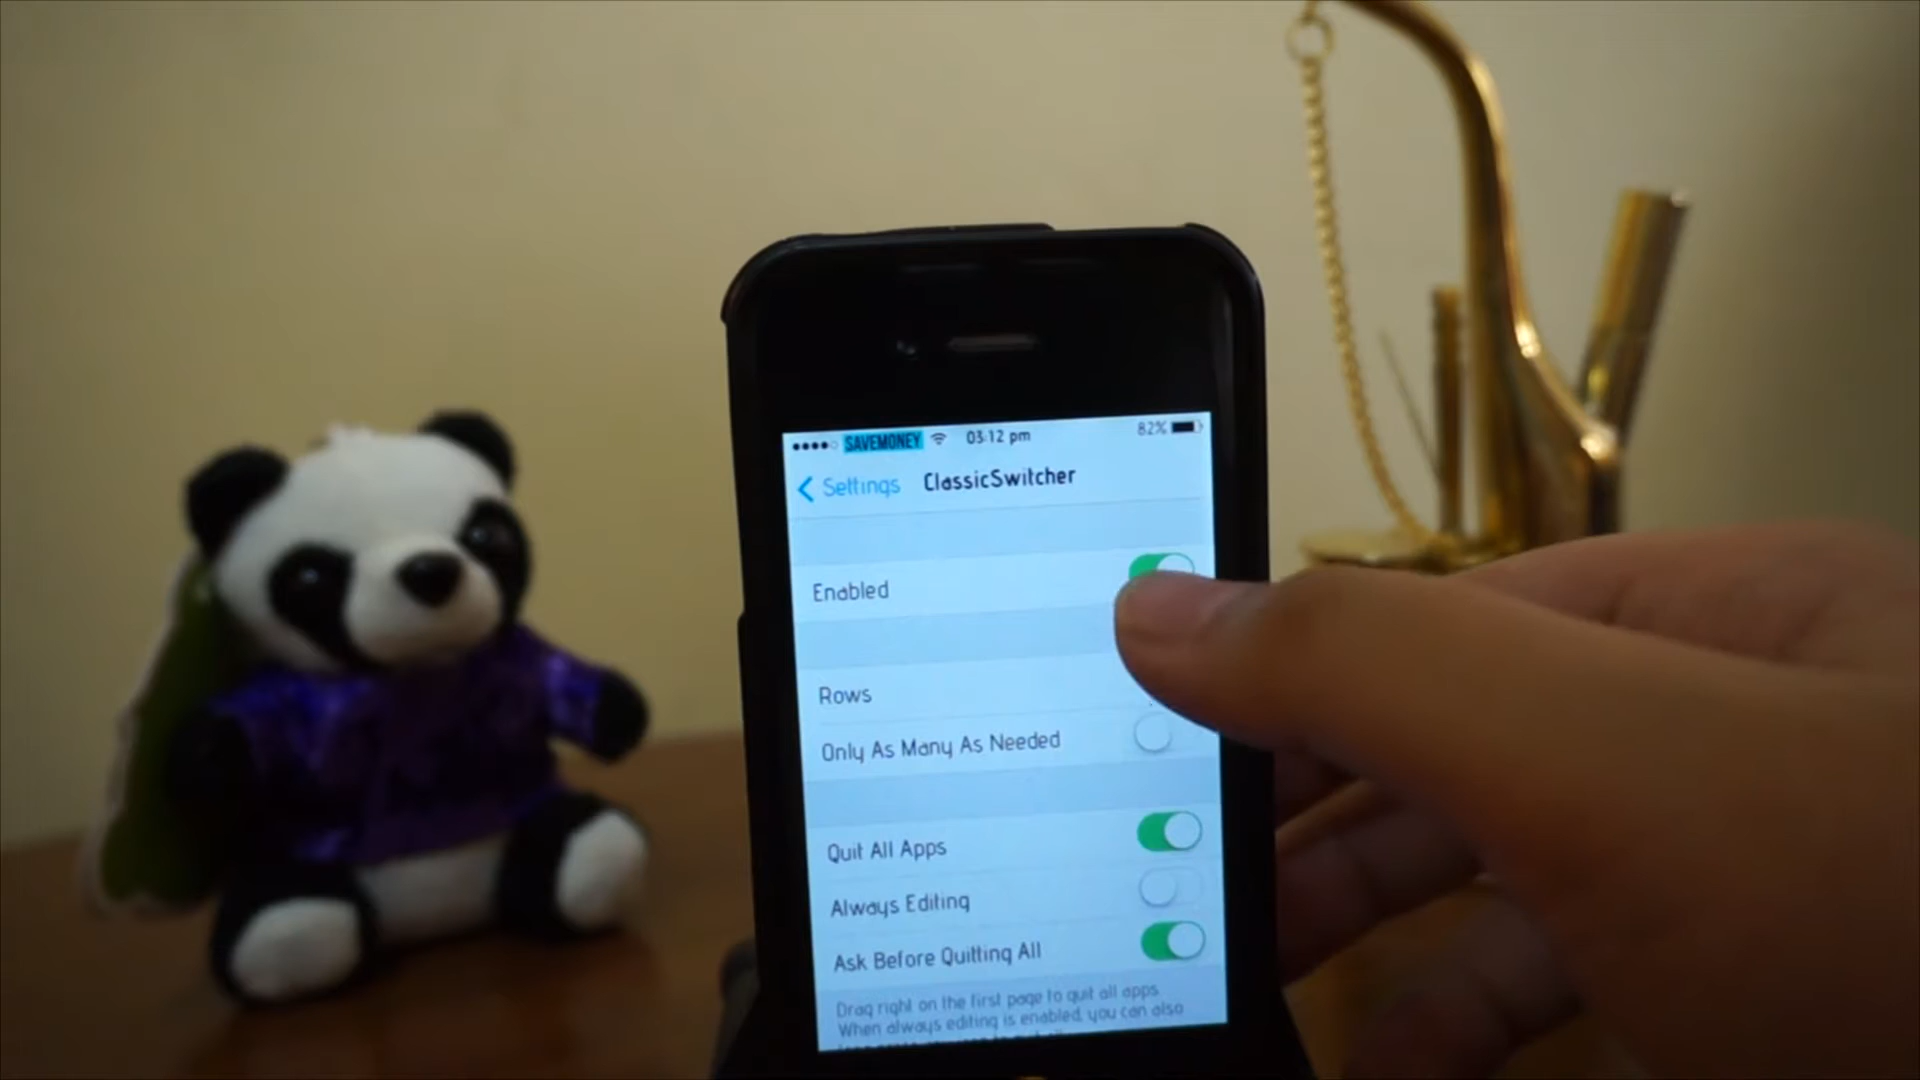 SAVEMONEY 03:12 pm 82%
Settings ClassicSwitcher
Enabled
Rows
Only As Many As Needed
Quit All Apps
Always Editing
Ask Before Quitting All
Drag right on the first page to quit all apps
When always editing is enabled, you can also